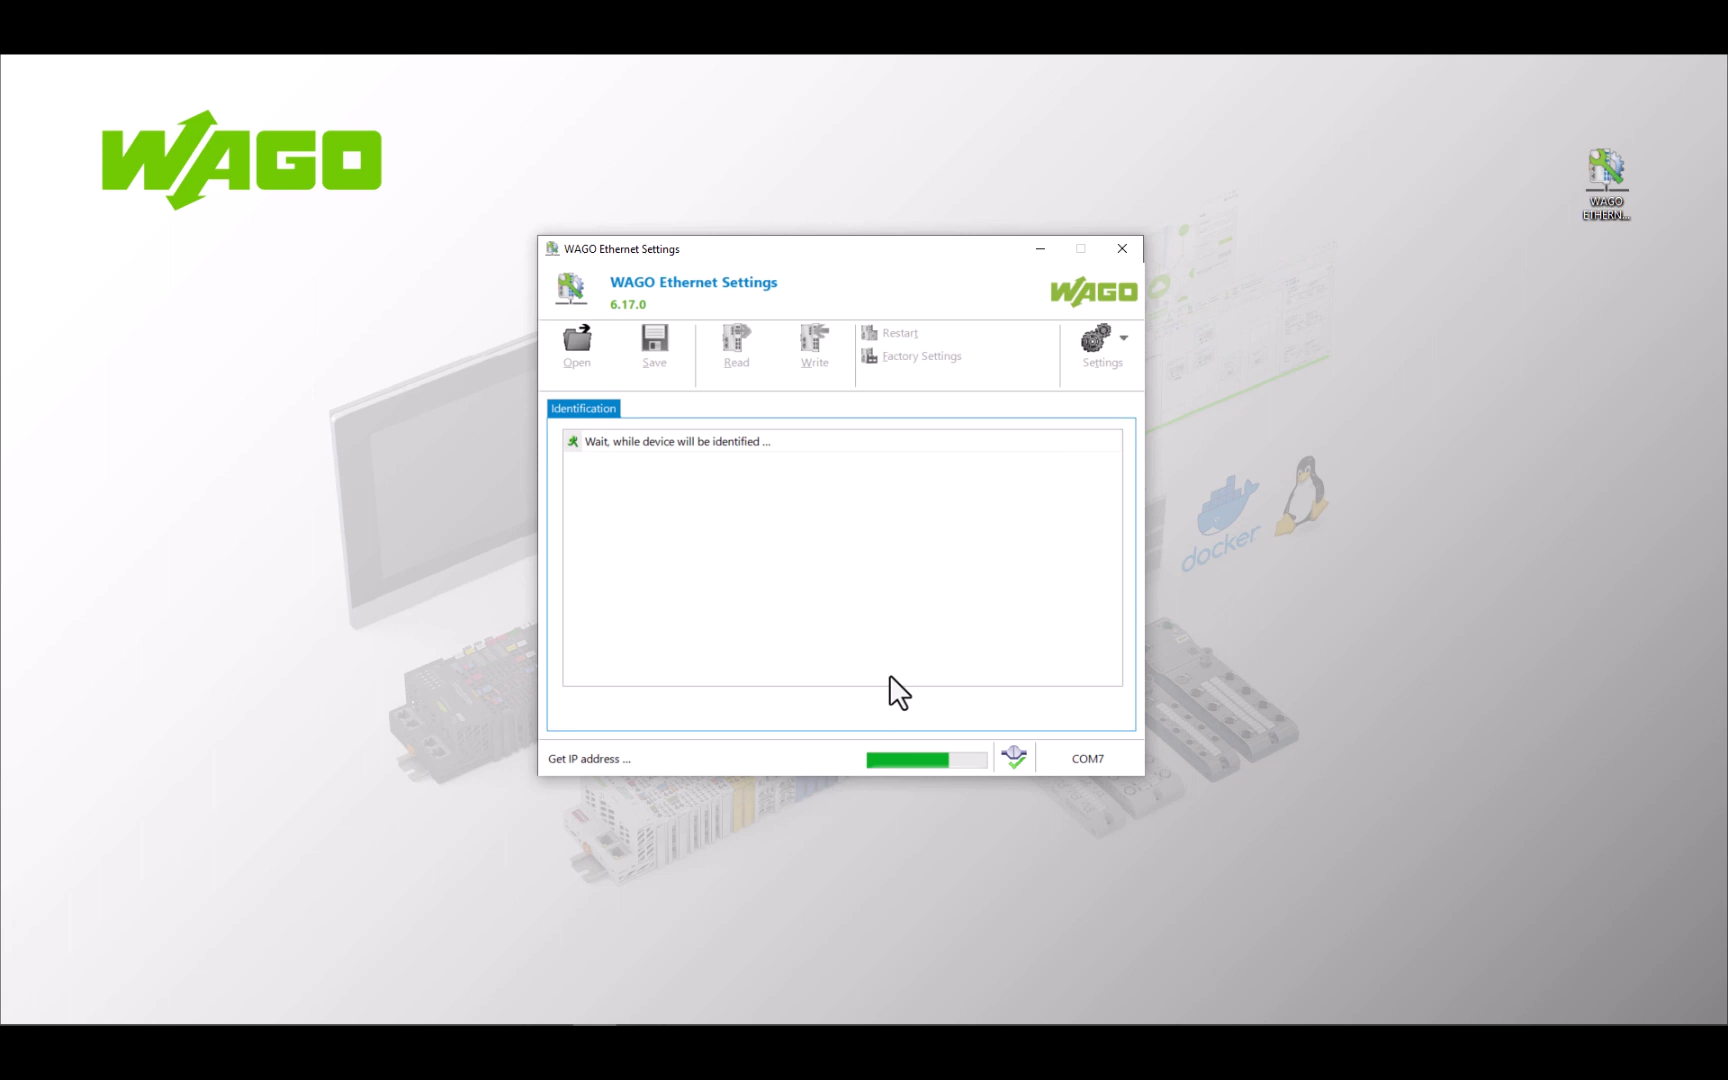 WAGO
WAGO
ETHERN...
WAGO Ethernet Settings
WAGO Ethernet Settings
6.17.0
WAGO
Open
Save
Read
Write
Restart
Factory Settings
Settings
Identification
Wait, while device will be identified ...
docker
Get IP address ...
COM7